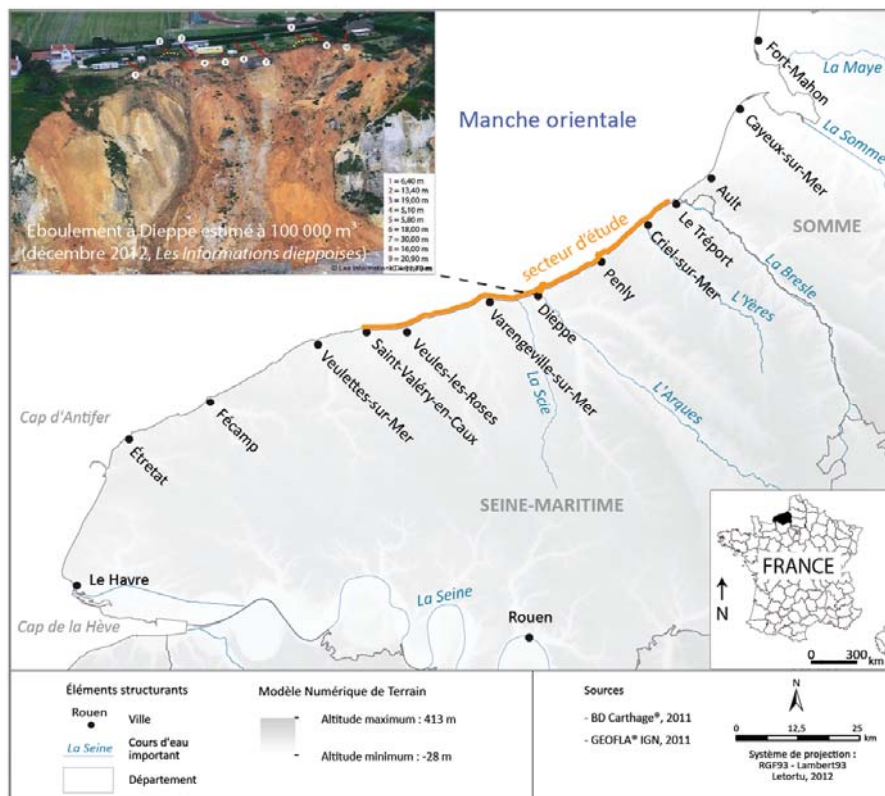 1 = 6,40 m
2 = 13,40 m
3 = 19,00 m
4 = 5,10 m
5 = 5,80 m
6 = 18,00 m
7 = 30,00 m
8 = 16,00 m
9 = 20,90 m
Eboulement à Dieppe estimé à 100 000 m³
(décembre 2012, Les Informations dieppoises)
Manche orientale
Fort-Mahon
La Maye
Cayeux-sur-Mer
La Somme
Ault
SOMME
Le Tréport
La Bresle
secteur d'étude
Criel-sur-Mer
L'Yères
Penly
Dieppe
L'Arques
Varengeville-sur-Mer
La Scie
Veules-les-Roses
Saint-Valéry-en-Caux
Veulettes-sur-Mer
Fécamp
Cap d'Antifer
Étretat
SEINE-MARITIME
Le Havre
Cap de la Hève
La Seine
Rouen
FRANCE
N
0 300
km
Éléments structurants
Rouen
Ville
La Seine
Cours d'eau
important
Département
Modèle Numérique de Terrain
Altitude maximum : 413 m
Altitude minimum : -28 m
Sources
- BD Carthage®, 2011
- GEOFLA® IGN, 2011
N
0 12,5 25
km
Système de projection :
RGF93 - Lambert93
Letortu, 2012